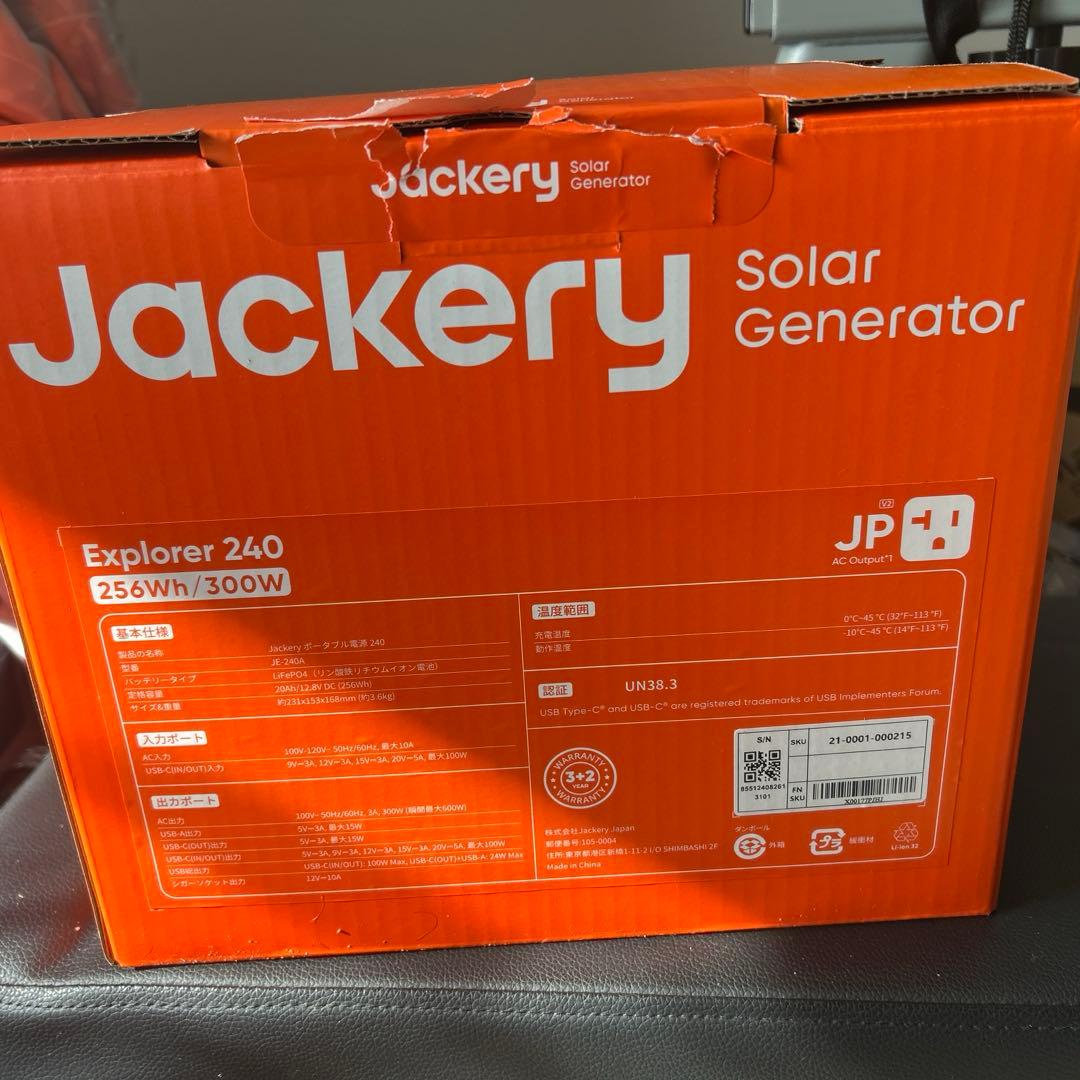 Jackery Solar Generator
Jackery Solar Generator
Explorer 240
256Wh/300W
V2
JP
AC Output*1
基本仕様
製品の名称 Jackery ポータブル電源 240
型番 JE-240A
バッテリータイプ LiFePO4（リン酸鉄リチウムイオン電池）
定格容量 20Ah/12.8V DC (256Wh)
サイズ&重量 約231x153x168mm (約3.6kg)
入力ポート
AC入力 100V-120V~ 50Hz/60Hz, 最大10A
USB-C(IN/OUT)入力 9V⎓3A, 12V⎓3A, 15V⎓3A, 20V⎓5A, 最大100W
出力ポート
AC出力 100V~ 50Hz/60Hz, 3A, 300W (瞬間最大600W)
USB-A出力 5V⎓3A, 最大15W
USB-C(OUT)出力 5V⎓3A, 最大15W
USB-C(IN/OUT)出力 5V⎓3A, 9V⎓3A, 12V⎓3A, 15V⎓3A, 20V⎓5A, 最大100W
USB総出力 USB-C(IN/OUT): 100W Max, USB-C(OUT)+USB-A: 24W Max
シガーソケット出力 12V⎓10A
温度範囲
充電温度 0°C~45 °C (32°F~113 °F)
動作温度 -10°C~45 °C (14°F~113 °F)
認証 UN38.3
USB Type-C® and USB-C® are registered trademarks of USB Implementers Forum.
WARRANTY
3+2
YEAR
WARRANTY
S/N
85512408261
3101
SKU 21-0001-000215
FN SKU
株式会社Jackery Japan
郵便番号:105-0004
住所:東京都港区新橋1-11-2 I/O SHIMBASHI 2F
Made in China
ダンボール
外箱
プラ
緩衝材
Li-ion 32